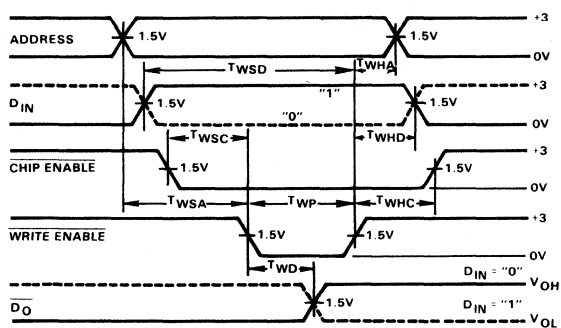 +3
ADDRESS 1.5V 1.5V
0V
TWSD TWHA
"1" +3
DIN 1.5V 1.5V
"0" 0V
TWSC TWHD
+3
CHIP ENABLE 1.5V 1.5V
0V
TWSA TWP TWHC
+3
WRITE ENABLE 1.5V 1.5V
0V
TWD
DIN = "0"
VOH
DO 1.5V DIN = "1"
VOL